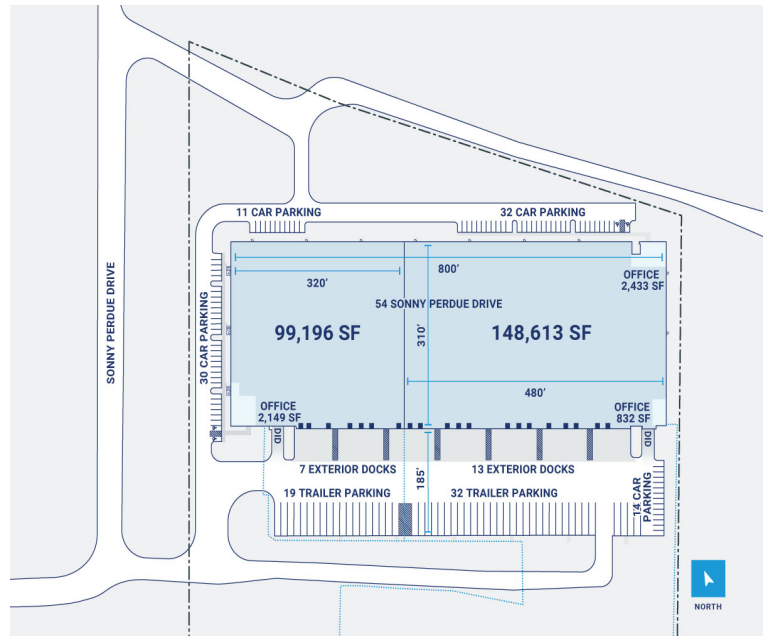 11 CAR PARKING
32 CAR PARKING
800'
320'
OFFICE
2,433 SF
54 SONNY PERDUE DRIVE
SONNY PERDUE DRIVE
30 CAR PARKING
99,196 SF
310'
148,613 SF
480'
OFFICE
2,149 SF
OFFICE
832 SF
DID
DID
7 EXTERIOR DOCKS
185'
13 EXTERIOR DOCKS
19 TRAILER PARKING
32 TRAILER PARKING
14 CAR
PARKING
NORTH